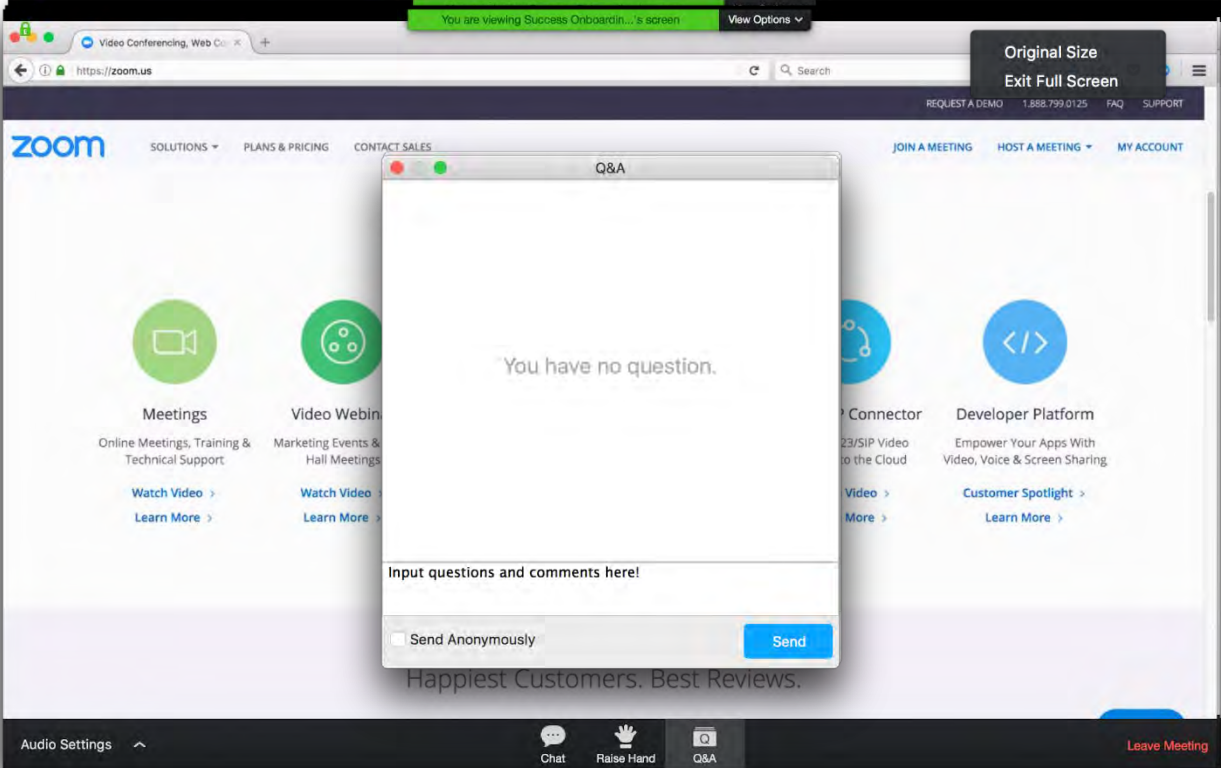 You are viewing Success Onboardin...'s screen
View Options
Original Size
Exit Full Screen
Video Conferencing, Web Co
https://zoom.us
Search
REQUEST A DEMO 1.888.799.0125 FAQ SUPPORT
zoom SOLUTIONS PLANS & PRICING CONTACT SALES JOIN A MEETING HOST A MEETING MY ACCOUNT
Q&A
You have no question.
Meetings
Online Meetings, Training &
Technical Support
Watch Video >
Learn More >
Video Webin
Marketing Events &
Hall Meetings
Watch Video >
Learn More >
P Connector
23/SIP Video
to the Cloud
Video >
More >
</>
Developer Platform
Empower Your Apps With
Video, Voice & Screen Sharing
Customer Spotlight >
Learn More >
Input questions and comments here!
Send Anonymously
Send
Happiest Customers. Best Reviews.
Audio Settings
Chat
Raise Hand
Q
Q&A
Leave Meeting